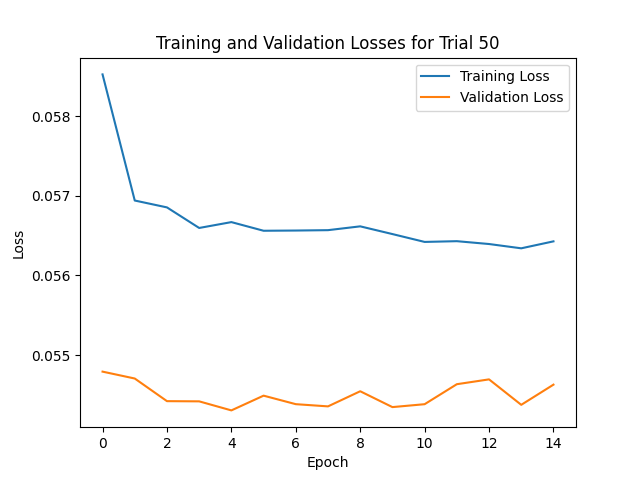 Training and Validation Losses for Trial 50
Training Loss
Validation Loss
0.058
0.057
0.056
0.055
Loss
0 2 4 6 8 10 12 14
Epoch